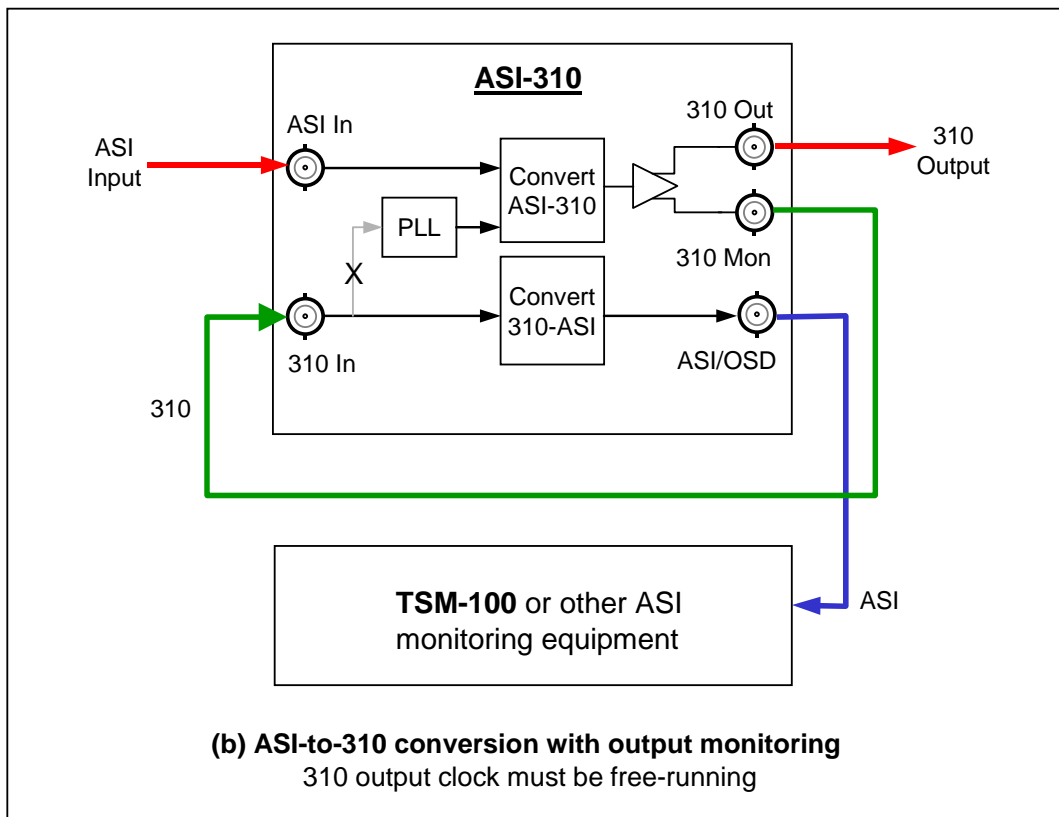 ASI-310
ASI In
310 Out
ASI
Input
310
Output
Convert
ASI-310
PLL
310 Mon
X
Convert
310-ASI
310 In
ASI/OSD
310
TSM-100 or other ASI
monitoring equipment
ASI
(b) ASI-to-310 conversion with output monitoring
310 output clock must be free-running